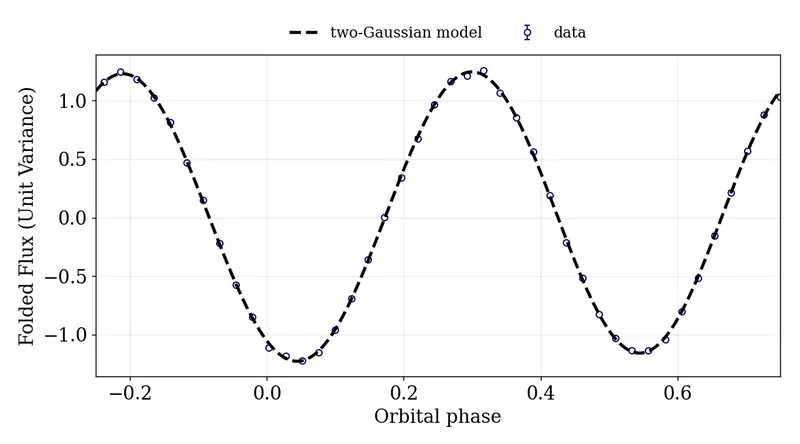 two-Gaussian model data
Folded Flux (Unit Variance)
1.0
0.5
0.0
−0.5
−1.0
−0.2 0.0 0.2 0.4 0.6
Orbital phase